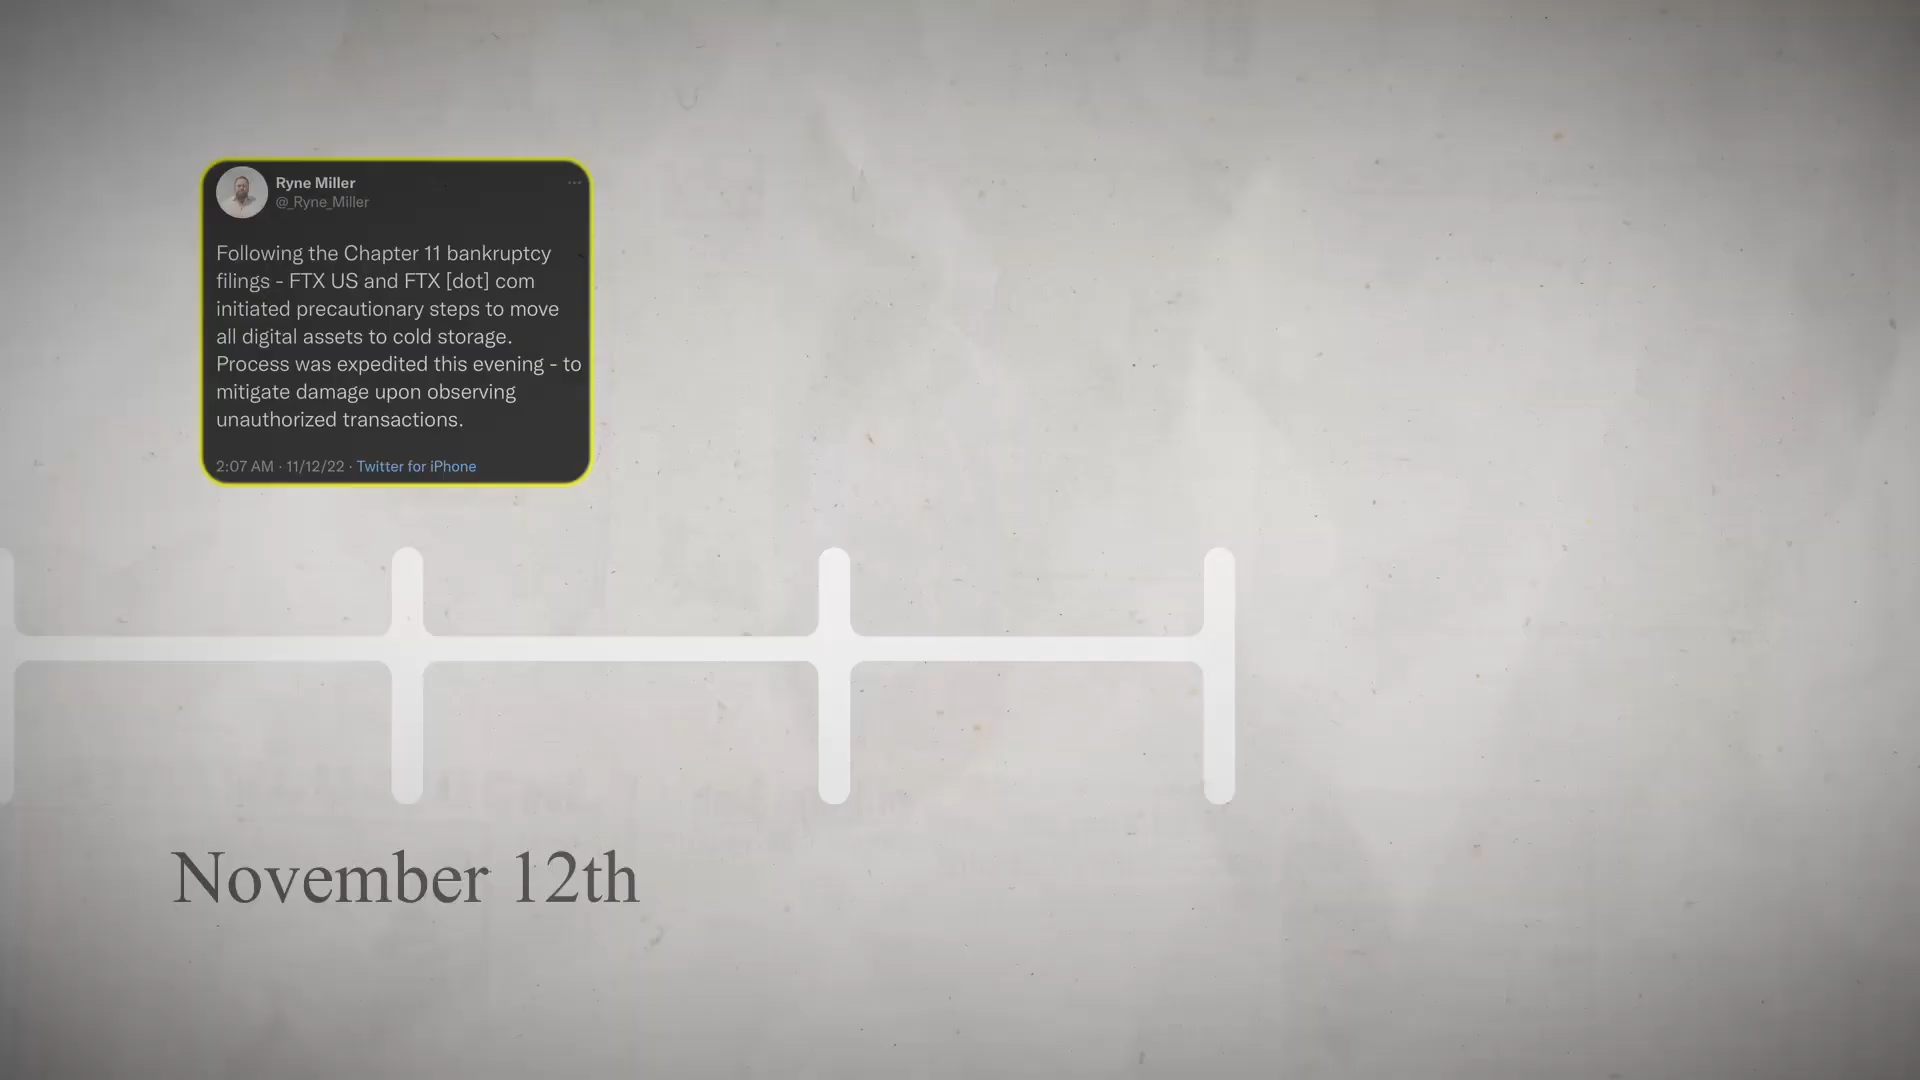 Ryne Miller
@_Ryne_Miller
Following the Chapter 11 bankruptcy
filings - FTX US and FTX [dot] com
initiated precautionary steps to move
all digital assets to cold storage.
Process was expedited this evening - to
mitigate damage upon observing
unauthorized transactions.
2:07 AM · 11/12/22 · Twitter for iPhone
November 12th